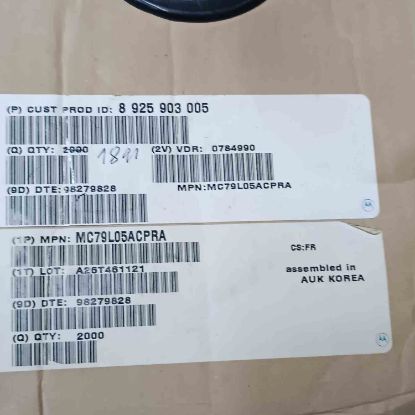 (P) CUST PROD ID: 8 925 903 005
(Q) QTY: 2000 1811 (2V) VDR: 0784990
(9D) DTE: 98279828 MPN:MC79L05ACPRA
(1P) MPN: MC79L05ACPRA
CS:FR
(1T) LOT: A26T461121
assembled in
AUK KOREA
(9D) DTE: 98279828
(Q) QTY: 2000